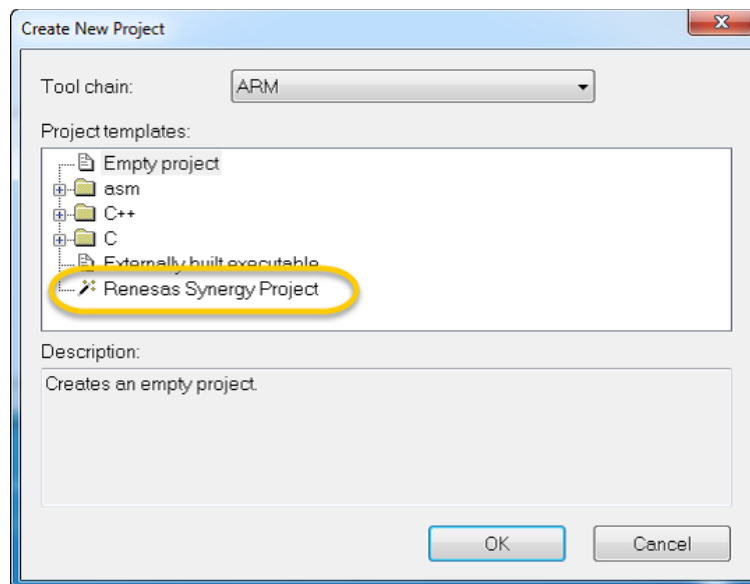 Create New Project
Tool chain:
ARM
Project templates:
Empty project
asm
C++
C
Externally built executable
Renesas Synergy Project
Description:
Creates an empty project.
OK
Cancel